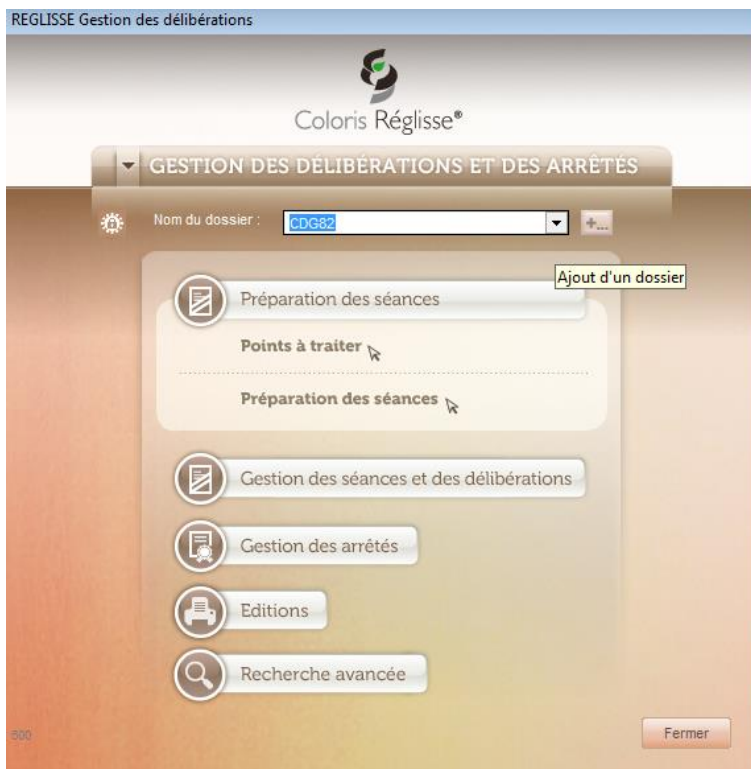 REGLISSE Gestion des délibérations
Coloris Réglisse®
GESTION DES DÉLIBÉRATIONS ET DES ARRÊTÉS
Nom du dossier : CDG82 +...
Ajout d'un dossier
Préparation des séances
Points à traiter
Préparation des séances
Gestion des séances et des délibérations
Gestion des arrêtés
Editions
Recherche avancée
Fermer